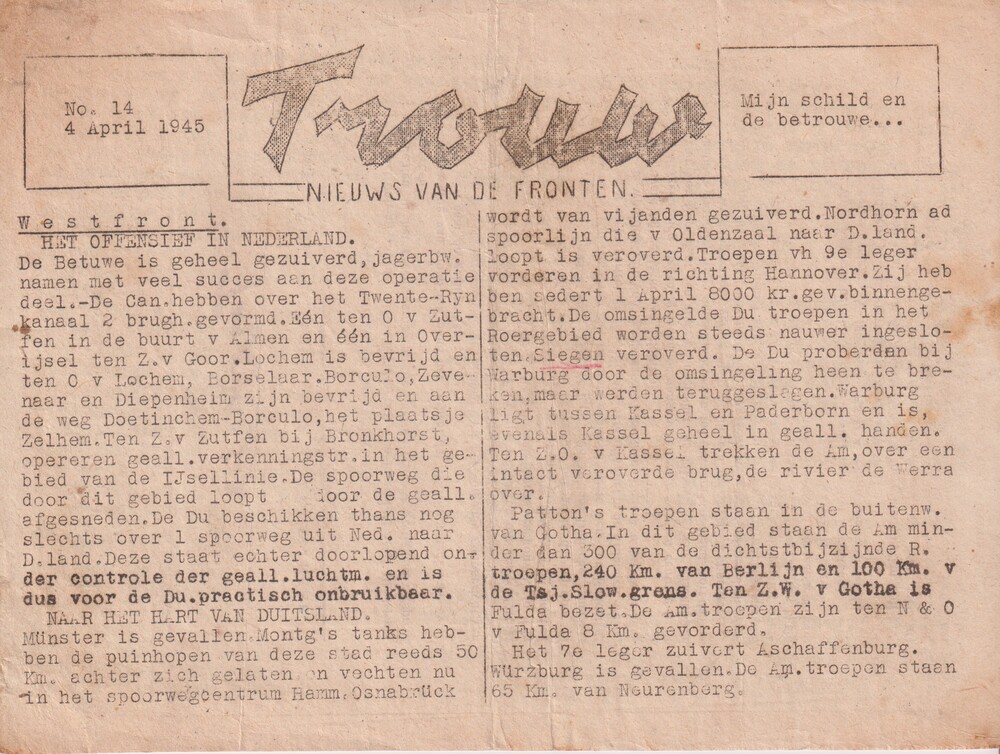 No. 14
4 April 1945
Trouw
Mijn schild en
de betrouwe...
NIEUWS VAN DE FRONTEN.
Westfront.
HET OFFENSIEF IN NEDERLAND.
De Betuwe is geheel gezuiverd,jagerbw.
namen met veel succes aan deze operatie
deel.-De Can.hebben over het Twente-Ryn
kanaal 2 brugh.gevormd.Eén ten O v Zut-
fen in de buurt v Almen en één in Over-
ijsel ten Z.v Goor.Lochem is bevrijd en
ten O v Lochem, Borselaar.Borculo,Zeve-
naar en Diepenheim zijn bevrijd en aan
de weg Doetinchem-Borculo,het plaatsje
Zelhem.Ten Z.v Zutfen bij Bronkhorst,
opereren geall.verkenningstr.in het ge-
bied van de IJsellinie.De spoorweg die
door dit gebied loopt door de geall.
afgesneden.De Du beschikken thans nog
slechts over 1 spoorweg uit Ned. naar
D.land.Deze staat echter doorlopend on-
der controle der geall.luchtm. en is
dus voor de Du.practisch onbruikbaar.
NAAR HET HART VAN DUITSLAND.
Münster is gevallen.Montg's tanks heb-
ben de puinhopen van deze stad reeds 50
Km. achter zich gelaten en vechten nu
in het spoorwegcentrum Hamm.Osnabrück
wordt van vijanden gezuiverd.Nordhorn ad
spoorlijn die v Oldenzaal naar D.land.
loopt is veroverd.Troepen vh 9e leger
vorderen in de richting Hannover.Zij heb
ben sedert 1 April 8000 kr.gev.binnenge-
bracht.De omsingelde Du troepen in het
Roergebied worden steeds nauwer ingeslo-
ten.Siegen veroverd. De Du proberdan bij
Warburg door de omsingeling heen te bre-
ken,maar werden teruggeslagen.Warburg
ligt tussen Kassel en Paderborn en is,
evenals Kassel geheel in geall. handen.
Ten Z.O. v Kassel trekken de Am,over een
intact veroverde brug,de rivier de Werra
over.
Patton's troepen staan in de buitenw.
van Gotha.In dit gebied staan de Am min-
der dan 300 van de dichtstbijzijnde R.
troepen,240 Km. van Berlijn en 100 Km. v
de Tsj.Slow.grens. Ten Z.W. v Gotha is
Fulda bezet.De Am.troepen zijn ten N & O
v Fulda 8 Km. gevorderd.
Het 7e leger zuivert Aschaffenburg.
Würzburg is gevallen.De Am.troepen staan
65 Km. van Neurenberg.